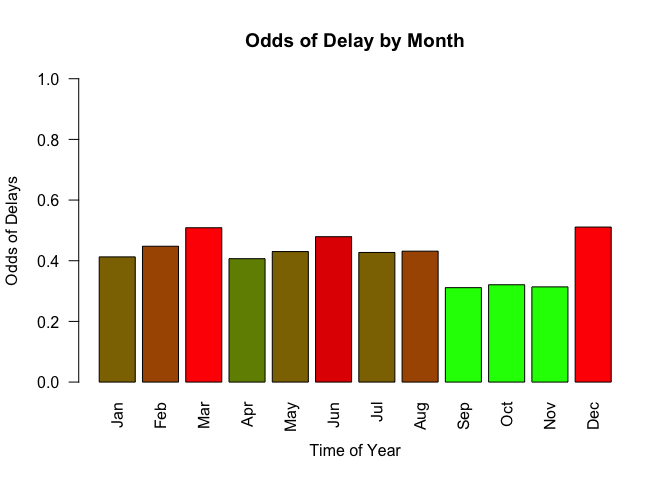 Odds of Delay by Month
Odds of Delays
1.0
0.8
0.6
0.4
0.2
0.0
Jan Feb Mar Apr May Jun Jul Aug Sep Oct Nov Dec
Time of Year